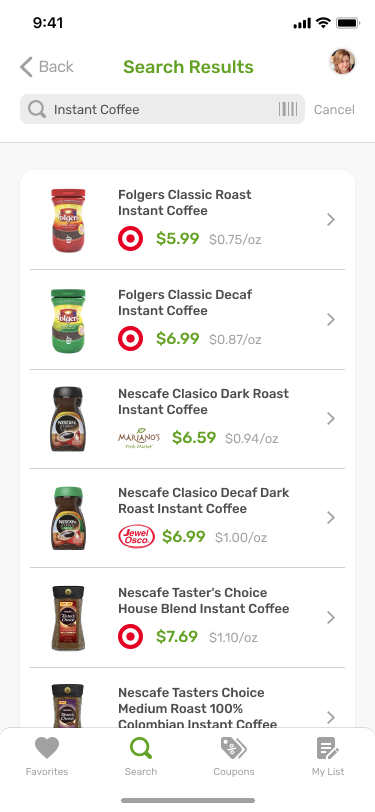 9:41
Back
Search Results
Instant Coffee
Cancel
Folgers Classic Roast
Instant Coffee
$5.99 $0.75/oz
Folgers Classic Decaf
Instant Coffee
$6.99 $0.87/oz
Nescafe Clasico Dark Roast
Instant Coffee
MARIANO'S
Fresh Market
$6.59 $0.94/oz
Nescafe Clasico Decaf Dark
Roast Instant Coffee
Jewel
Osco.
$6.99 $1.00/oz
Nescafe Taster's Choice
House Blend Instant Coffee
$7.69 $1.10/oz
Nescafe Tasters Choice
Medium Roast 100%
Colombian Instant Coffee
Favorites
Search
Coupons
My List
Folgers
Folgers
NESCAFÉ
NESCAFÉ
Taster's
Choice